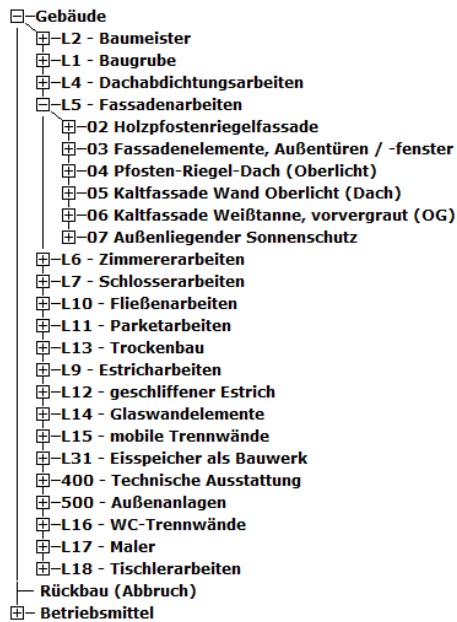 Gebäude
L2 - Baumeister
L1 - Baugrube
L4 - Dachabdichtungsarbeiten
L5 - Fassadenarbeiten
02 Holzpfostenriegelfassade
03 Fassadenelemente, Außentüren / -fenster
04 Pfosten-Riegel-Dach (Oberlicht)
05 Kaltfassade Wand Oberlicht (Dach)
06 Kaltfassade Weißtanne, vorvergraut (OG)
07 Außenliegender Sonnenschutz
L6 - Zimmererarbeiten
L7 - Schlosserarbeiten
L10 - Fließenarbeiten
L11 - Parketarbeiten
L13 - Trockenbau
L9 - Estricharbeiten
L12 - geschliffener Estrich
L14 - Glaswandelemente
L15 - mobile Trennwände
L31 - Eisspeicher als Bauwerk
400 - Technische Ausstattung
500 - Außenanlagen
L16 - WC-Trennwände
L17 - Maler
L18 - Tischlerarbeiten
Rückbau (Abbruch)
Betriebsmittel